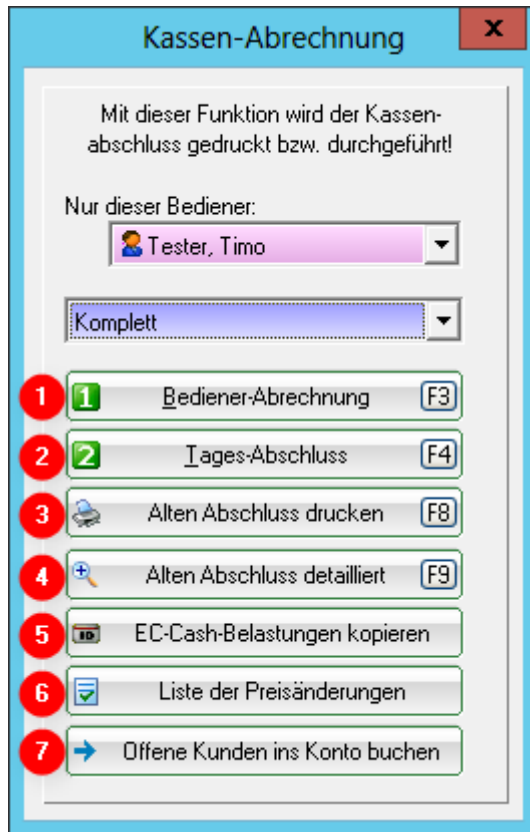 Kassen-Abrechnung
x
Mit dieser Funktion wird der Kassen-
abschluss gedruckt bzw. durchgeführt!
Nur dieser Bediener:
Tester, Timo
Komplett
1 1 Bediener-Abrechnung F3
2 2 Tages-Abschluss F4
3 Alten Abschluss drucken F8
4 Alten Abschluss detailliert F9
5 ID EC-Cash-Belastungen kopieren
6 Liste der Preisänderungen
7 Offene Kunden ins Konto buchen